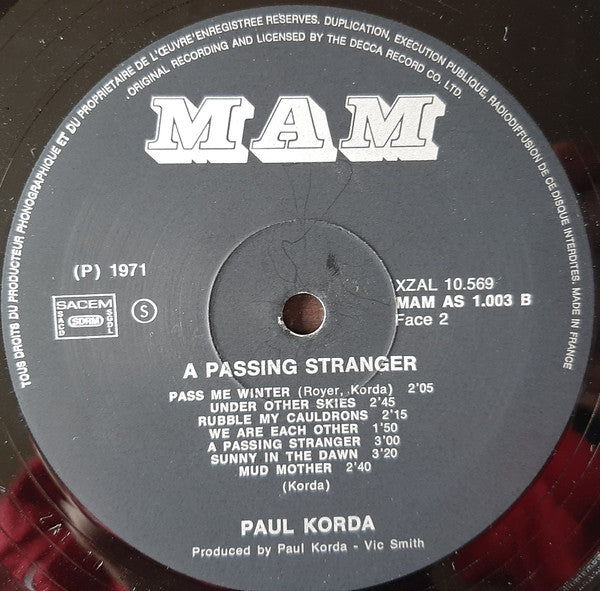 TOUS DROITS DU PRODUCTEUR PHONOGRAPHIQUE ET DU PROPRIETAIRE DE L'ŒUVRE ENREGISTREE RESERVES. DUPLICATION, EXECUTION PUBLIQUE, RADIODIFFUSION DE CE DISQUE INTERDITES. MADE IN FRANCE
ORIGINAL RECORDING AND LICENSED BY THE DECCA RECORD CO. LTD.
MAM
(P) 1971
SACEM
SACD SDRM SGDL
S
XZAL 10.569
MAM AS 1.003 B
Face 2
A PASSING STRANGER
PASS ME WINTER (Royer, Korda) 2'05
UNDER OTHER SKIES 2'45
RUBBLE MY CAULDRONS 2'15
WE ARE EACH OTHER 1'50
A PASSING STRANGER 3'00
SUNNY IN THE DAWN 3'20
MUD MOTHER 2'40
(Korda)
PAUL KORDA
Produced by Paul Korda - Vic Smith